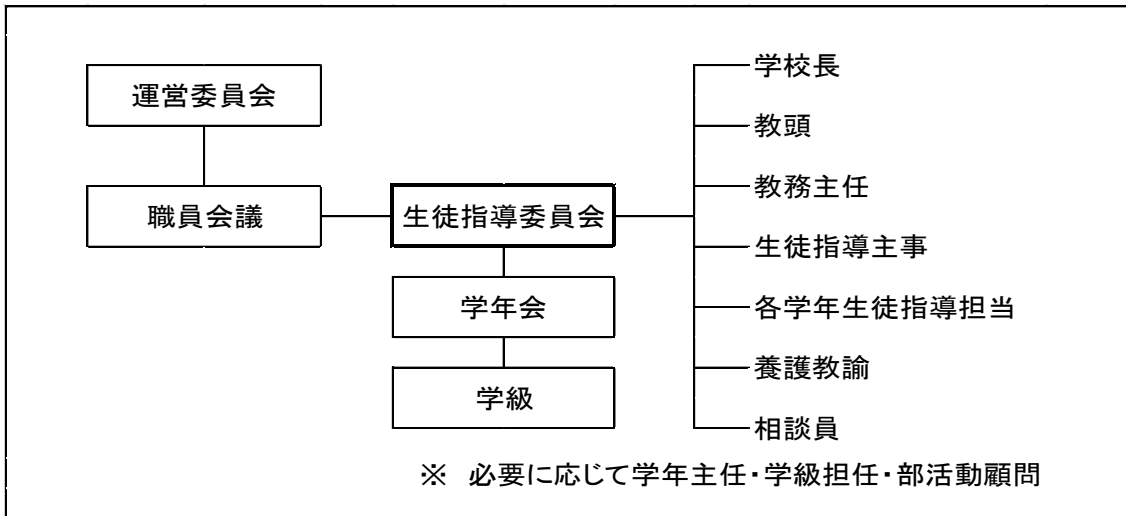 運営委員会
職員会議
生徒指導委員会
学年会
学級
学校長
教頭
教務主任
生徒指導主事
各学年生徒指導担当
養護教諭
相談員
※ 必要に応じて学年主任・学級担任・部活動顧問